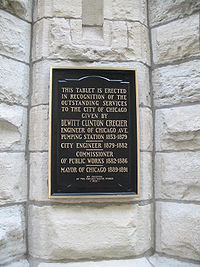 THIS TABLET IS ERECTED
IN RECOGNITION OF THE
OUTSTANDING SERVICES
TO THE CITY OF CHICAGO
GIVEN BY
DEWITT CLINTON CREGIER
ENGINEER OF CHICAGO AVE.
PUMPING STATION 1853-1879
CITY ENGINEER 1879-1882
COMMISSIONER
OF PUBLIC WORKS 1882-1886
MAYOR OF CHICAGO 1889-1891